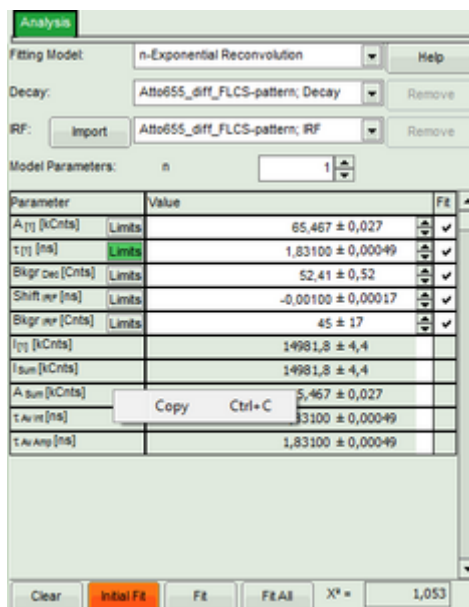 Analysis
Fitting Model: n-Exponential Reconvolution Help
Decay: Atto655_diff_FLCS-pattern; Decay Remove
IRF: Import Atto655_diff_FLCS-pattern; IRF Remove
Model Parameters: n 1
Parameter Value Fit
A [1] [kCnts] Limits 65,467 ± 0,027
τ [1] [ns] Limits 1,83100 ± 0,00049
Bkgr Dec [Cnts] Limits 52,41 ± 0,52
Shift IRF [ns] Limits -0,00100 ± 0,00017
Bkgr IRF [Cnts] Limits 45 ± 17
I [1] [kCnts] 14981,8 ± 4,4
I Sum [kCnts] 14981,8 ± 4,4
A Sum [kCnts] 5,467 ± 0,027
Copy Ctrl+C
τ Av Int [ns] 83100 ± 0,00049
τ Av Amp [ns] 1,83100 ± 0,00049
Clear Initial Fit Fit Fit All X² = 1,053